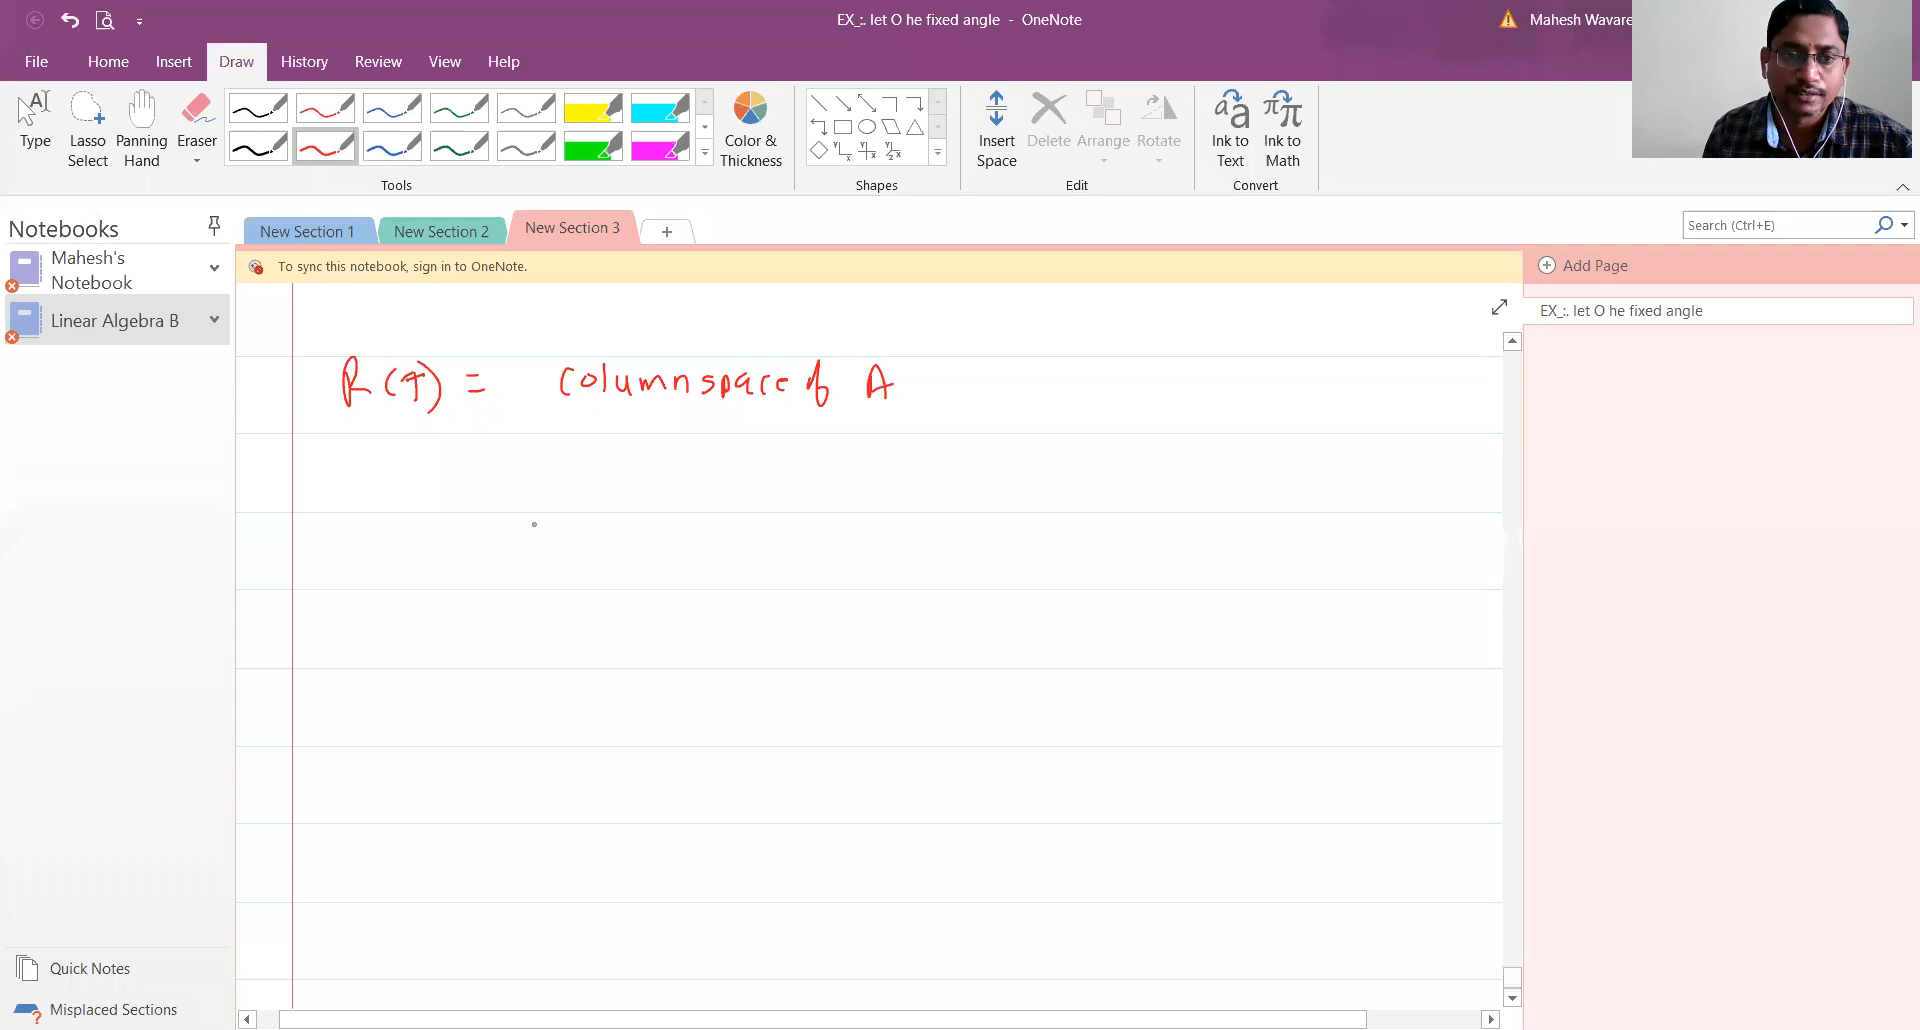 EX_:. let O he fixed angle - OneNote
Mahesh Wavare
File Home Insert Draw History Review View Help
Type
Lasso Select
Panning Hand
Eraser
Color & Thickness
Insert Space
Delete
Arrange
Rotate
Ink to Text
Ink to Math
Tools
Shapes
Edit
Convert
Notebooks
Mahesh's Notebook
Linear Algebra B
New Section 1
New Section 2
New Section 3
Search (Ctrl+E)
To sync this notebook, sign in to OneNote.
Add Page
EX_:. let O he fixed angle
R(T) = column space of A
Quick Notes
Misplaced Sections